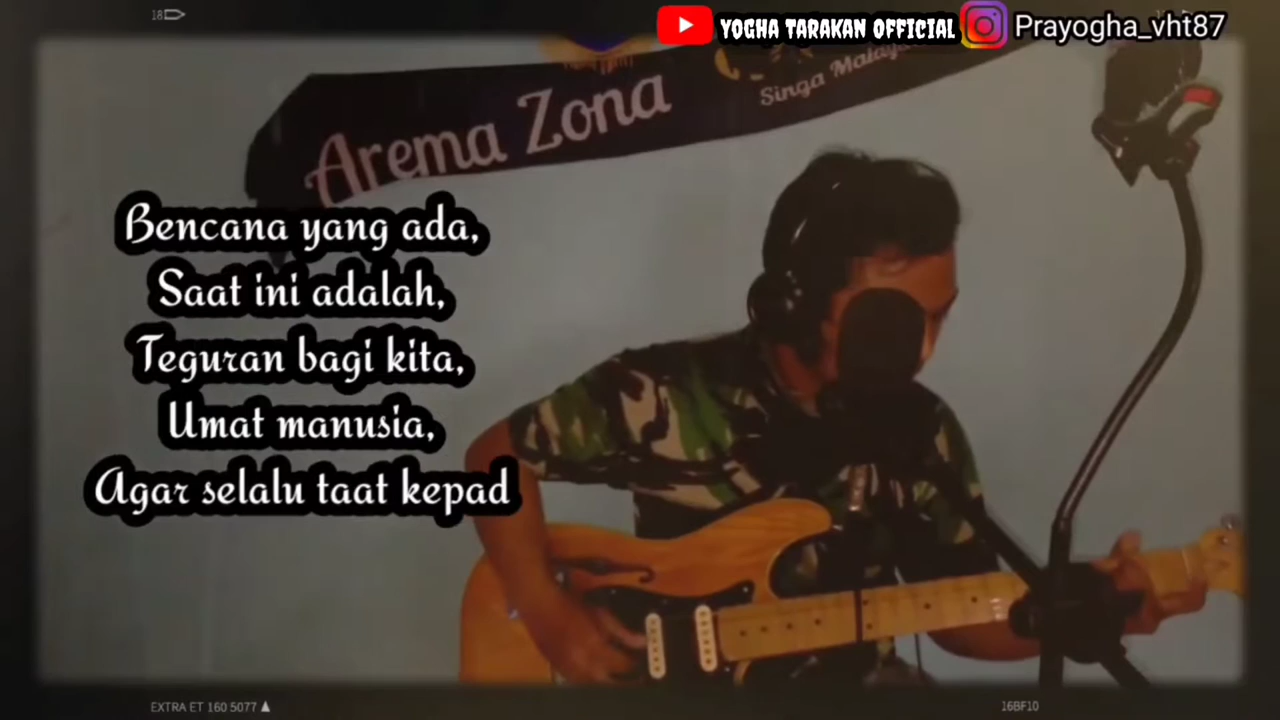 18
YOGHA TARAKAN OFFICIAL
Prayogha_vht87
Arema Zona
Singa
Bencana yang ada,
Saat ini adalah,
Teguran bagi kita,
Umat manusia,
Agar selalu taat kepad
EXTRA ET 160 5077
16BF10